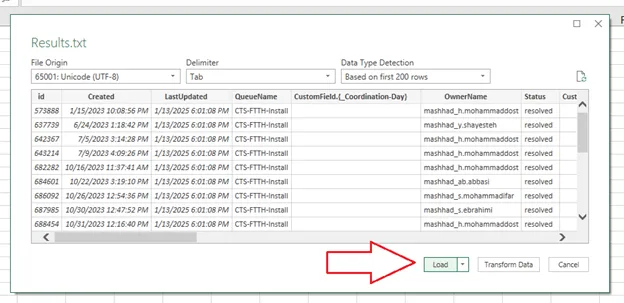 Results.txt
File Origin Delimiter Data Type Detection
65001: Unicode (UTF-8) Tab Based on first 200 rows
id Created LastUpdated QueueName CustomField.{_Coordination-Day} OwnerName Status Cust
573888 1/15/2023 10:08:56 PM 1/13/2025 6:01:08 PM CTS-FTTH-Install mashhad_h.mohammaddost resolved
637739 6/24/2023 1:18:42 PM 1/13/2025 6:01:08 PM CTS-FTTH-Install mashhad_y.shayesteh resolved
642367 7/5/2023 3:14:28 PM 1/13/2025 6:01:08 PM CTS-FTTH-Install mashhad_h.mohammaddost resolved
643214 7/9/2023 4:09:26 PM 1/13/2025 6:01:08 PM CTS-FTTH-Install mashhad_h.mohammaddost resolved
682282 10/16/2023 11:37:41 AM 1/13/2025 6:01:08 PM CTS-FTTH-Install mashhad_h.mohammaddost resolved
684601 10/22/2023 3:19:10 PM 1/13/2025 6:01:08 PM CTS-FTTH-Install mashhad_ab.abbasi resolved
686092 10/26/2023 12:54:36 PM 1/13/2025 6:01:08 PM CTS-FTTH-Install mashhad_s.mohammadifar resolved
687985 10/30/2023 12:47:52 PM 1/13/2025 6:01:08 PM CTS-FTTH-Install mashhad_s.ebrahimi resolved
688454 10/31/2023 12:16:40 PM 1/13/2025 6:01:08 PM CTS-FTTH-Install mashhad_h.mohammaddost resolved
Load Transform Data Cancel